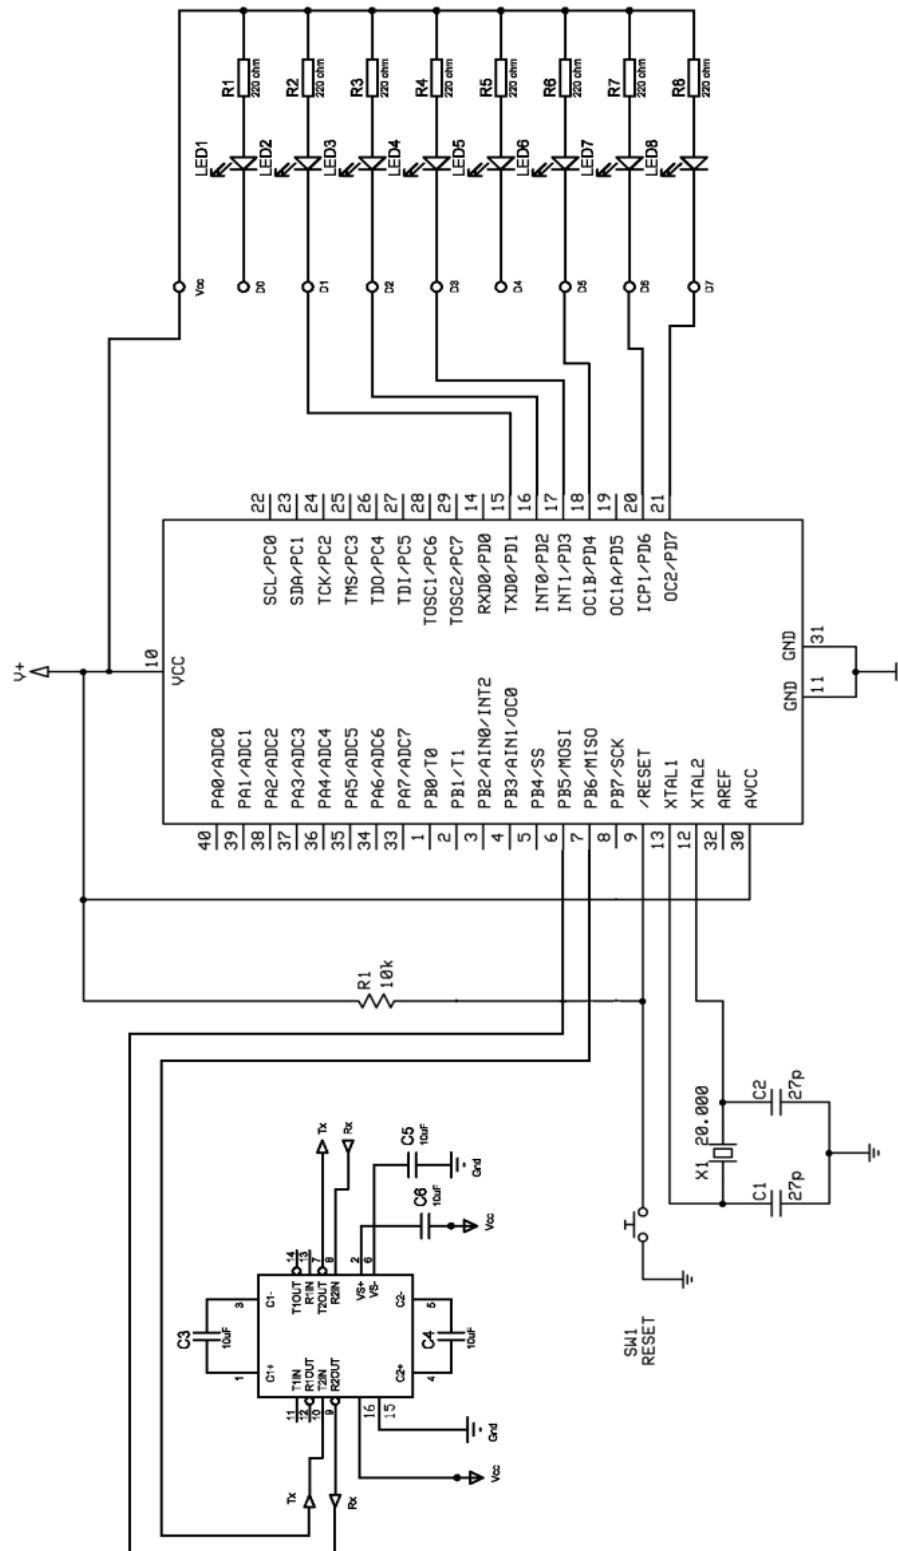 V+
R1
220 ohm
R2
220 ohm
R3
220 ohm
R4
220 ohm
R5
220 ohm
R6
220 ohm
R7
220 ohm
R8
220 ohm
LED1
LED2
LED3
LED4
LED5
LED6
LED7
LED8
Vcc
D0
D1
D2
D3
D4
D5
D6
D7
22
23
24
25
26
27
28
29
14
15
16
17
18
19
20
21
SCL/PC0
SDA/PC1
TCK/PC2
TMS/PC3
TDO/PC4
TDI/PC5
TOSC1/PC6
TOSC2/PC7
RXD0/PD0
TXD0/PD1
INT0/PD2
INT1/PD3
OC1B/PD4
OC1A/PD5
ICP1/PD6
OC2/PD7
10
VCC
GND
31
GND
11
PA0/ADC0
PA1/ADC1
PA2/ADC2
PA3/ADC3
PA4/ADC4
PA5/ADC5
PA6/ADC6
PA7/ADC7
PB0/T0
PB1/T1
PB2/AIN0/INT2
PB3/AIN1/OC0
PB4/SS
PB5/MOSI
PB6/MISO
PB7/SCK
/RESET
XTAL1
XTAL2
AREF
AVCC
40
39
38
37
36
35
34
33
1
2
3
4
5
6
7
8
9
13
12
32
30
R1
10k
X1 20.000
C1
27p
C2
27p
SW1
RESET
Tx
Rx
C5
10uF
Gnd
C6
10uF
Vcc
14
13
7
8
2
6
T1OUT
R1IN
T2OUT
R2IN
VS+
VS-
C3
10uF
3
C1-
1
C1+
C4
10uF
5
C2-
4
C2+
T1IN
R1OUT
T2IN
R2OUT
11
12
10
9
16
15
Gnd
Vcc
Tx
Rx